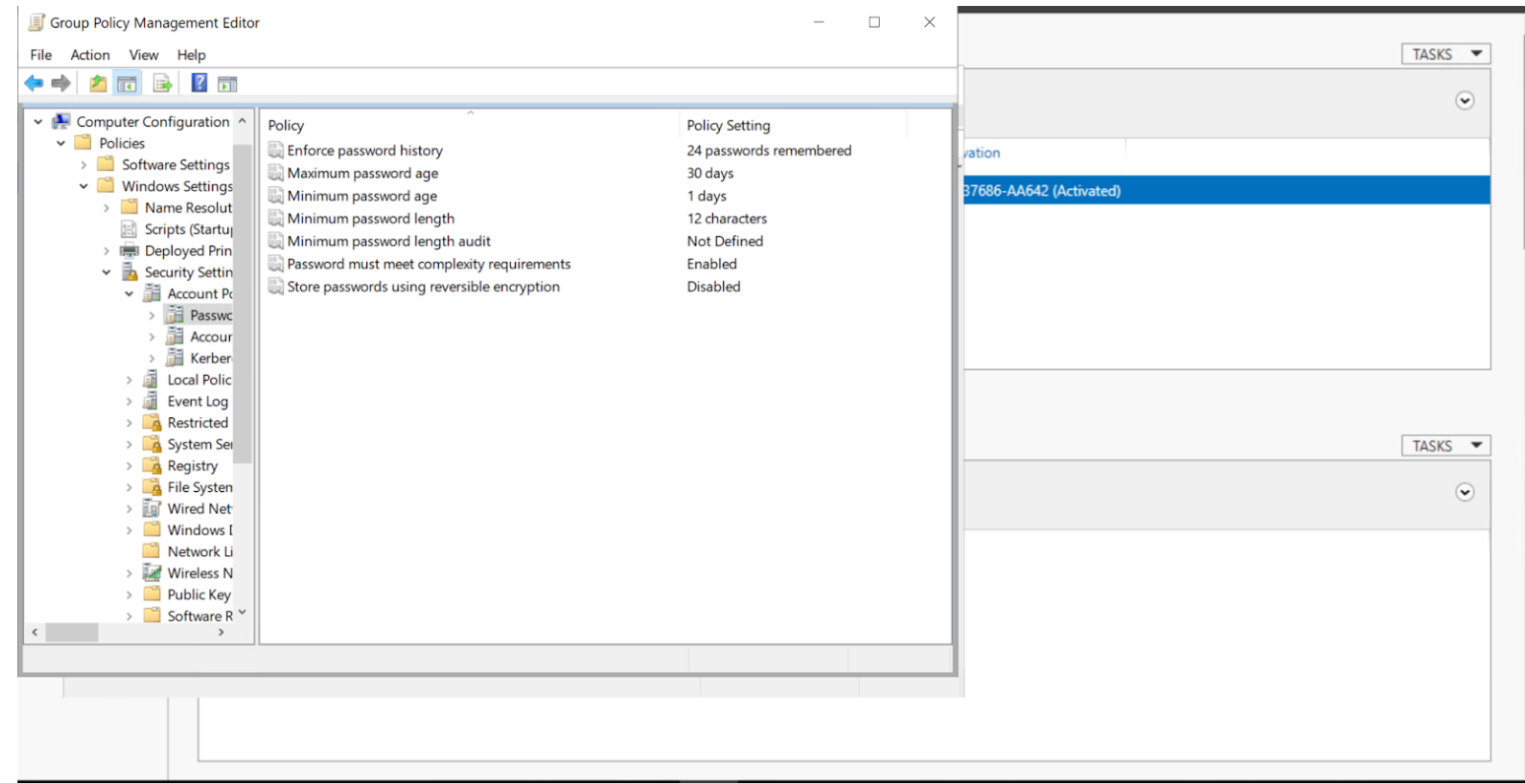 Group Policy Management Editor
File Action View Help
Computer Configuration
Policies
Software Settings
Windows Settings
Name Resolut
Scripts (Startu
Deployed Prin
Security Settin
Account Po
Passwo
Accour
Kerber
Local Polic
Event Log
Restricted
System Ser
Registry
File System
Wired Net
Windows D
Network Li
Wireless N
Public Key
Software R
Policy Policy Setting
Enforce password history 24 passwords remembered
Maximum password age 30 days
Minimum password age 1 days
Minimum password length 12 characters
Minimum password length audit Not Defined
Password must meet complexity requirements Enabled
Store passwords using reversible encryption Disabled
TASKS
vation
37686-AA642 (Activated)
TASKS